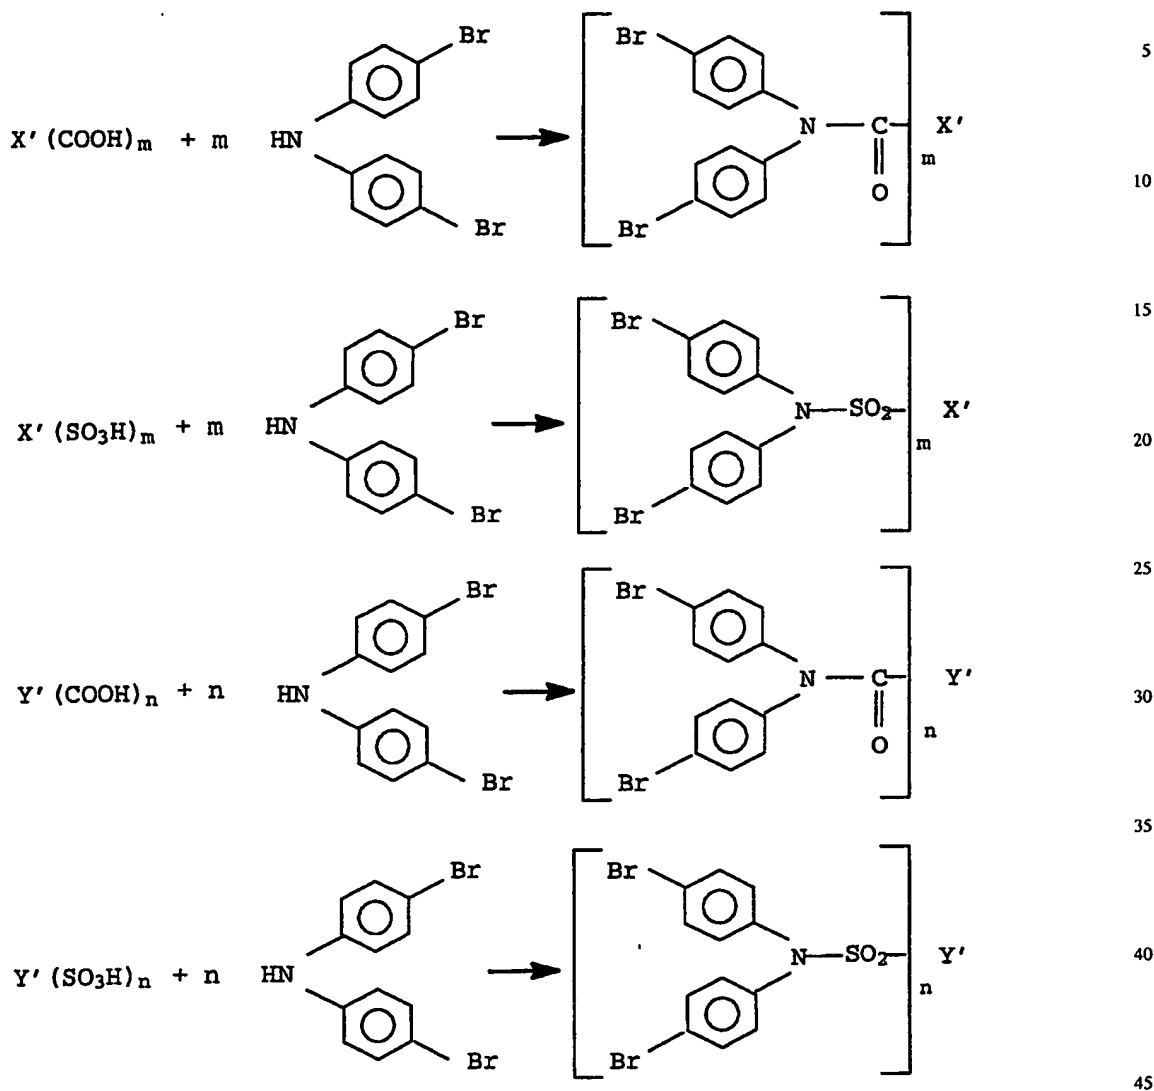 Br
Br
5
X'(COOH)m + m HN N — C X'
m
Br
Br
O
10
Br
Br
15
X'(SO₃H)m + m HN N—SO₂ X'
m
20
Br
Br
Br
Br
25
Y'(COOH)n + n HN N — C Y'
30
n
O
Br
Br
35
Br
Br
Y'(SO₃H)n + n HN N—SO₂ Y'
40
n
Br
Br
45